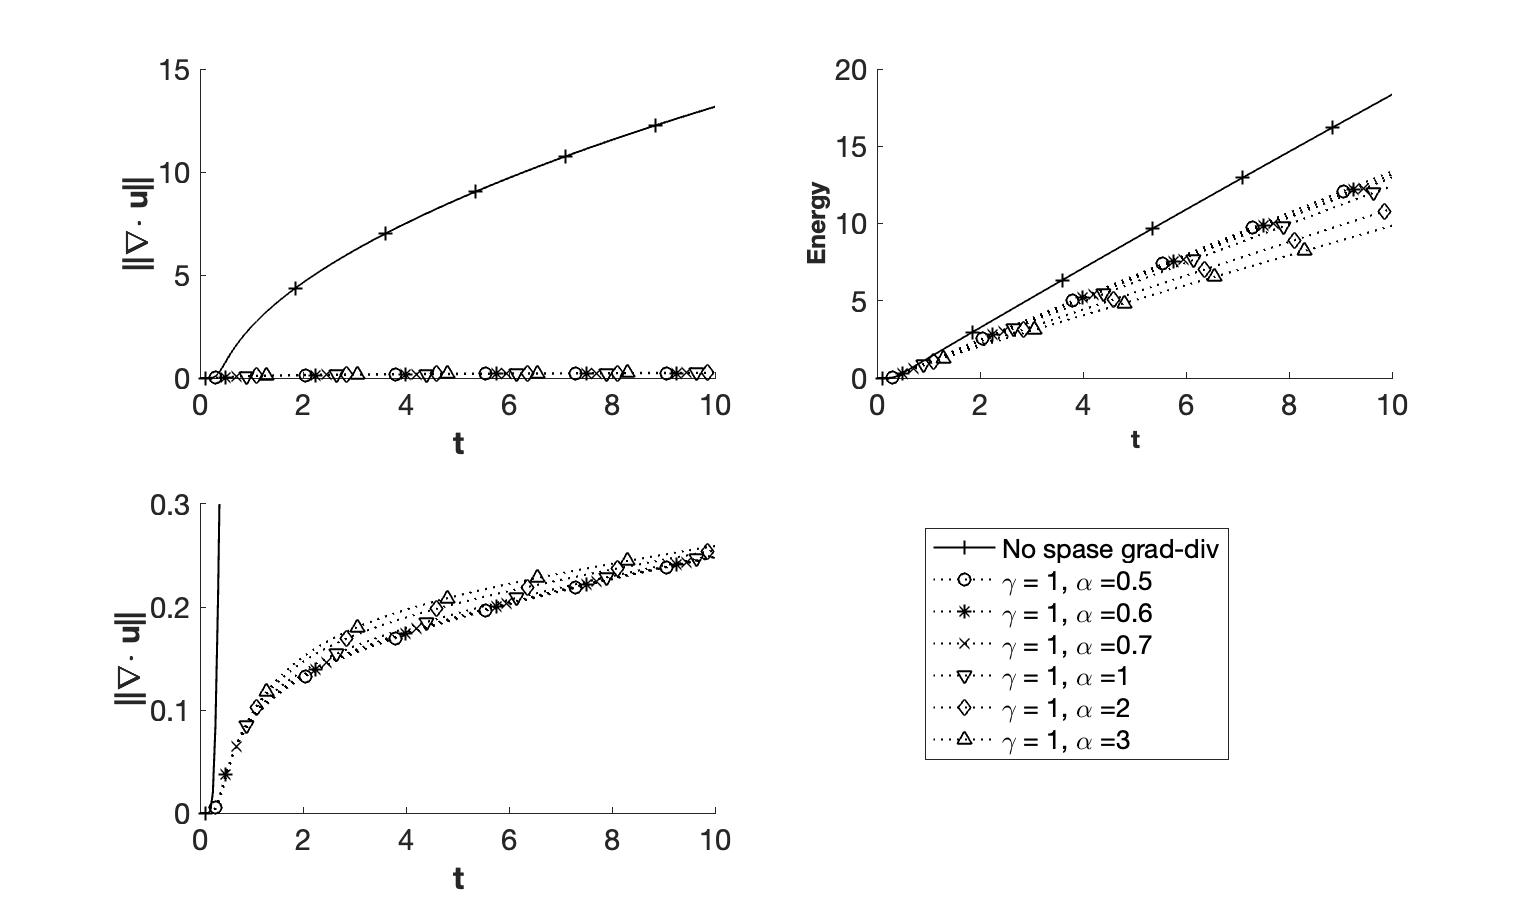 15
10
5
0
‖∇· u‖
0 2 4 6 8 10
t
20
15
10
5
0
Energy
0 2 4 6 8 10
t
0.3
0.2
0.1
0
‖∇· u‖
0 2 4 6 8 10
t
No spase grad-div
γ = 1, α =0.5
γ = 1, α =0.6
γ = 1, α =0.7
γ = 1, α =1
γ = 1, α =2
γ = 1, α =3